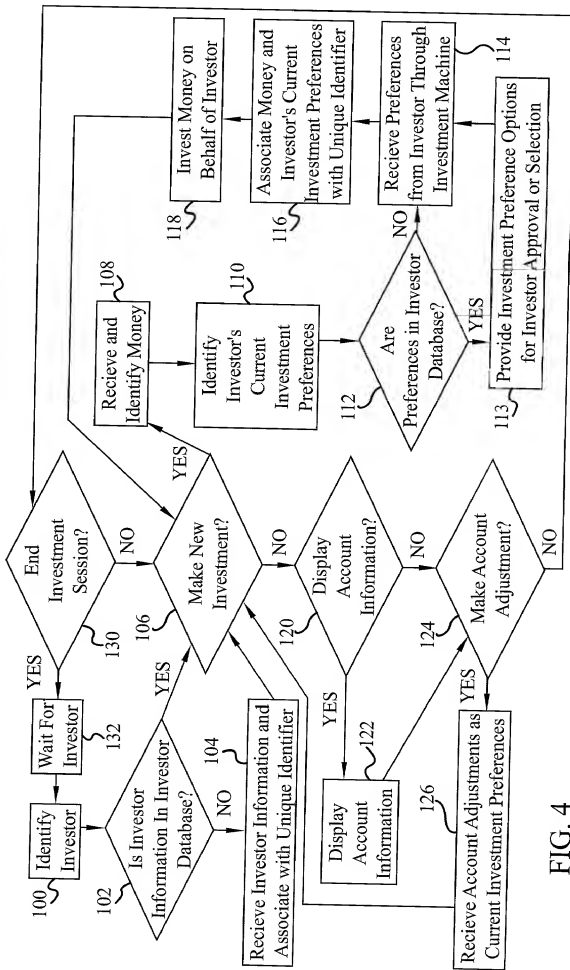 End
Investment
Session?
130
YES
NO
Wait For
Investor
132
Identify
Investor
100
Is Investor
Information In Investor
Database?
102
YES
NO
Recieve Investor Information and
Associate with Unique Identifier
104
Make New
Investment?
106
YES
NO
Recieve and
Identify Money
108
Identify
Investor's
Current
Investment
Preferences
110
Are
Preferences in Investor
Database?
112
NO
YES
Provide Investment Preference Options
for Investor Approval or Selection
113
Recieve Preferences
from Investor Through
Investment Machine
114
Associate Money and
Investor's Current
Investment Preferences
with Unique Identifier
116
Invest Money on
Behalf of Investor
118
Display
Account
Information?
120
YES
NO
Display
Account
Information
122
Make Account
Adjustment?
124
YES
NO
Recieve Account Adjustments as
Current Investment Preferences
126
FIG. 4